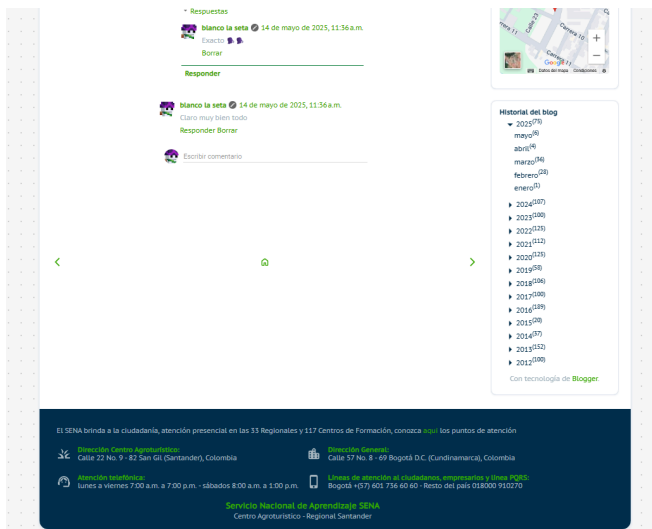 Respuestas
blanco la seta 14 de mayo de 2025, 11:36 a.m.
Exacto
Borrar
Responder
blanco la seta 14 de mayo de 2025, 11:36 a.m.
Claro muy bien todo
Responder Borrar
Escribir comentario
Calle 23
Carrera 10
Carrera 11
Google
Datos del mapa Condiciones
Historial del blog
2025(75)
mayo(6)
abril(4)
marzo(36)
febrero(28)
enero(1)
2024(107)
2023(100)
2022(125)
2021(112)
2020(125)
2019(58)
2018(106)
2017(100)
2016(189)
2015(20)
2014(37)
2013(152)
2012(100)
Con tecnología de Blogger.
El SENA brinda a la ciudadanía, atención presencial en las 33 Regionales y 117 Centros de Formación, conozca aquí los puntos de atención
Dirección Centro Agroturístico:
Calle 22 No. 9 - 82 San Gil (Santander), Colombia
Dirección General:
Calle 57 No. 8 - 69 Bogotá D.C. (Cundinamarca), Colombia
Atención telefónica:
lunes a viernes 7:00 a.m. a 7:00 p.m. - sábados 8:00 a.m. a 1:00 p.m.
Líneas de atención al ciudadanos, empresarios y línea PQRS:
Bogotá +(57) 601 736 60 60 - Resto del país 018000 910270
Servicio Nacional de Aprendizaje SENA
Centro Agroturístico - Regional Santander